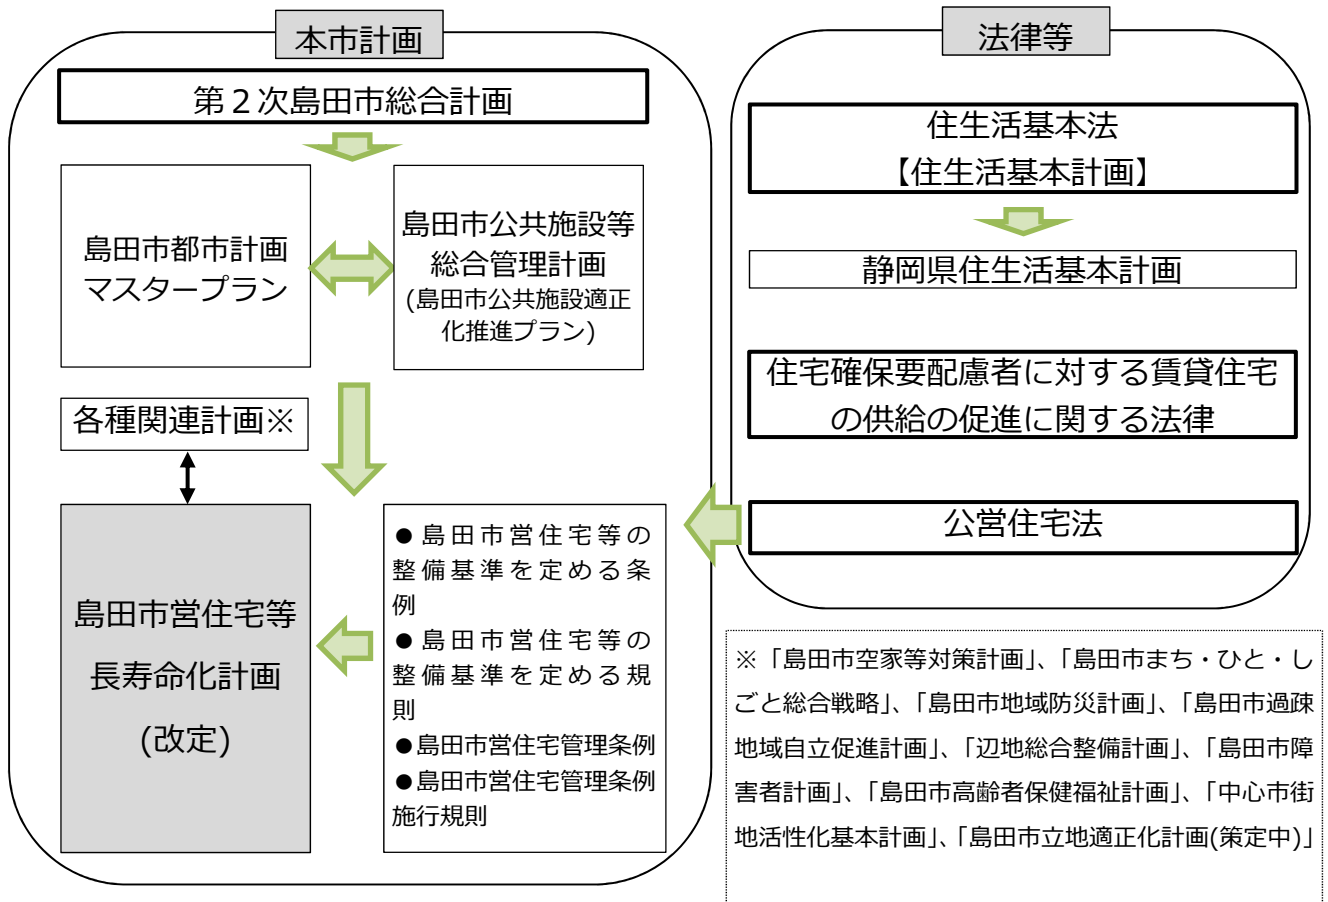 本市計画
第２次島田市総合計画
島田市都市計画
マスタープラン
島田市公共施設等
総合管理計画
(島田市公共施設適正
化推進プラン)
各種関連計画※
島田市営住宅等
長寿命化計画
(改定)
●島田市営住宅等の
整備基準を定める条
例
●島田市営住宅等の
整備基準を定める規
則
●島田市営住宅管理条例
●島田市営住宅管理条例
施行規則
法律等
住生活基本法
【住生活基本計画】
静岡県住生活基本計画
住宅確保要配慮者に対する賃貸住宅
の供給の促進に関する法律
公営住宅法
※「島田市空家等対策計画」、「島田市まち・ひと・し
ごと総合戦略」、「島田市地域防災計画」、「島田市過疎
地域自立促進計画」、「辺地総合整備計画」、「島田市障
害者計画」、「島田市高齢者保健福祉計画」、「中心市街
地活性化基本計画」、「島田市立地適正化計画(策定中)」